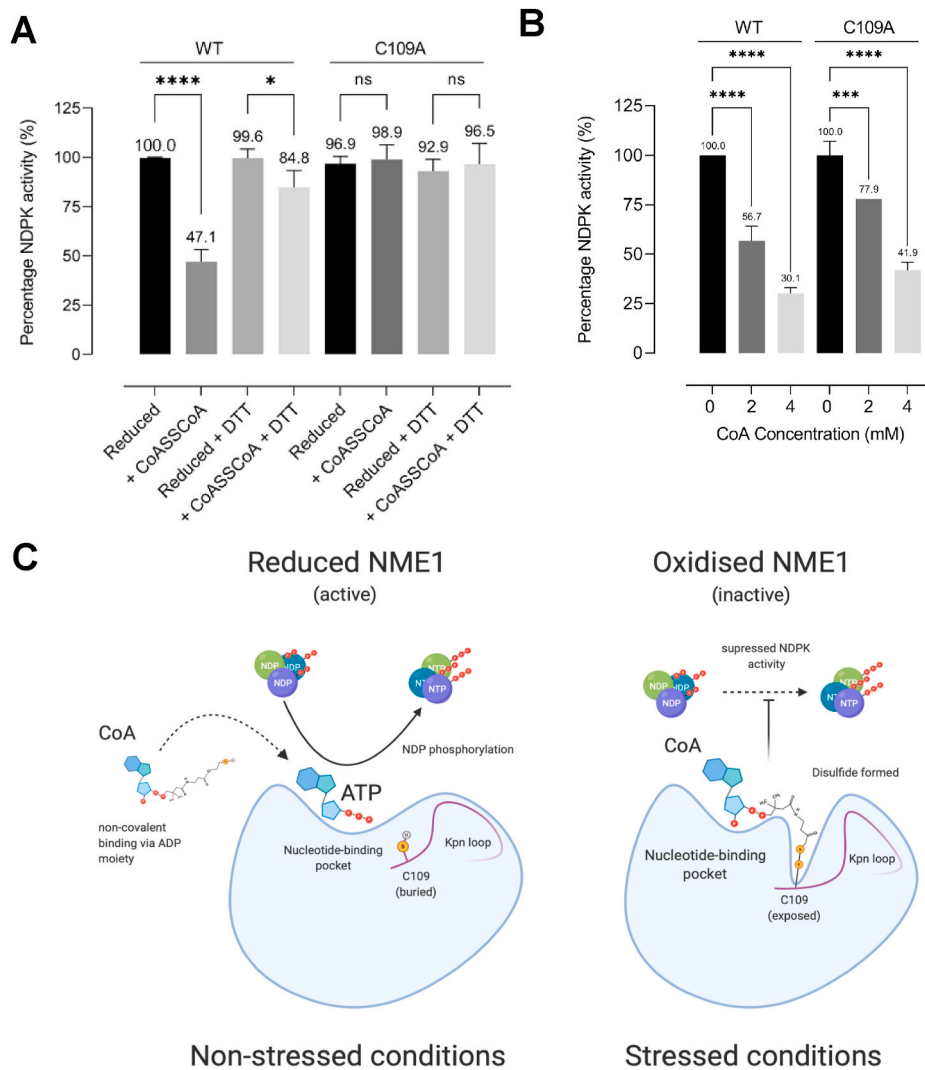 A
WT
C109A
****
*
ns
ns
Percentage NDPK activity (%)
125
100
75
50
25
0
100.0
47.1
99.6
84.8
96.9
98.9
92.9
96.5
Reduced
+ CoASSCoA
Reduced + DTT
+ CoASSCoA + DTT
Reduced
+ CoASSCoA
Reduced + DTT
+ CoASSCoA + DTT
B
WT
C109A
****
****
****
***
Percentage NDPK activity (%)
125
100
75
50
25
0
100.0
56.7
30.1
100.0
77.9
41.9
0 2 4 0 2 4
CoA Concentration (mM)
C
Reduced NME1
(active)
NDP
NDP
NDP
NTP
NTP
CoA
NDP phosphorylation
ATP
non-covalent
binding via ADP
moiety
Nucleotide-binding
pocket
H
S
C109
(buried)
Kpn loop
Non-stressed conditions
Oxidised NME1
(inactive)
supressed NDPK
activity
NDP
NDP
NDP
NTP
NTP
CoA
Disulfide formed
Nucleotide-binding
pocket
Kpn loop
C109
(exposed)
Stressed conditions